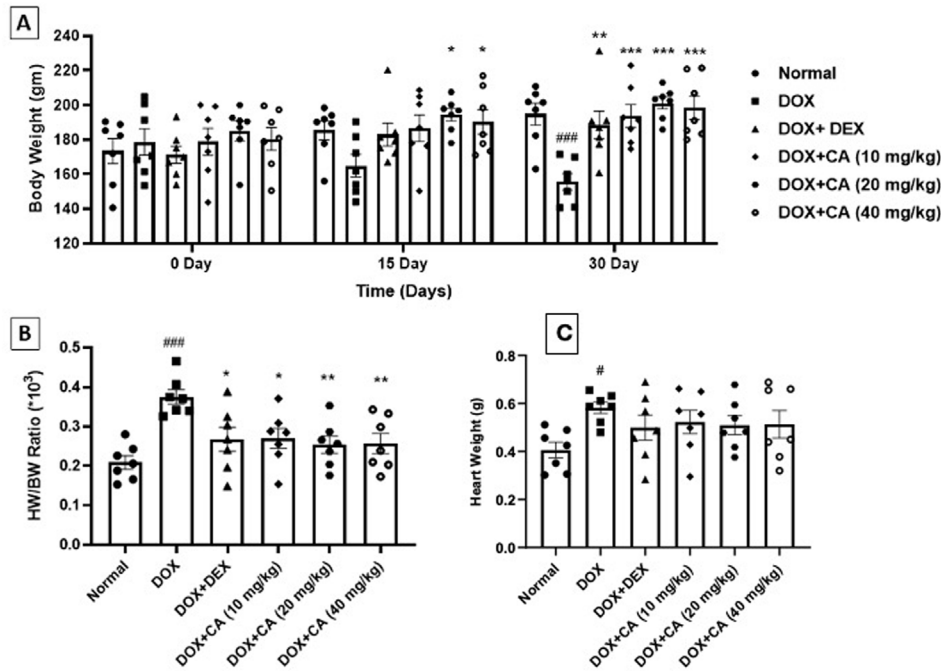 A
Body Weight (gm)
240
220
200
180
160
140
120
* * ### ** *** *** ***
0 Day 15 Day 30 Day
Time (Days)
Normal
DOX
DOX+ DEX
DOX+CA (10 mg/kg)
DOX+CA (20 mg/kg)
DOX+CA (40 mg/kg)
B
HW/BW Ratio (*10³)
0.5
0.4
0.3
0.2
0.1
0.0
### * * ** **
Normal
DOX
DOX+DEX
DOX+CA (10 mg/kg)
DOX+CA (20 mg/kg)
DOX+CA (40 mg/kg)
C
Heart Weight (g)
0.8
0.6
0.4
0.2
0.0
#
Normal
DOX
DOX+DEX
DOX+CA (10 mg/kg)
DOX+CA (20 mg/kg)
DOX+CA (40 mg/kg)